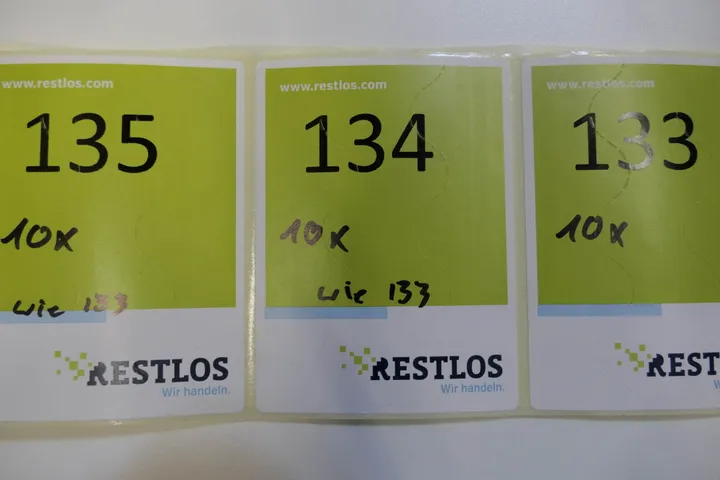 www.restlos.com
135
10x
wie 133
RESTLOS
Wir handeln.
www.restlos.com
134
10x
wie 133
RESTLOS
Wir handeln.
www.restlos.com
133
10x
REST
W